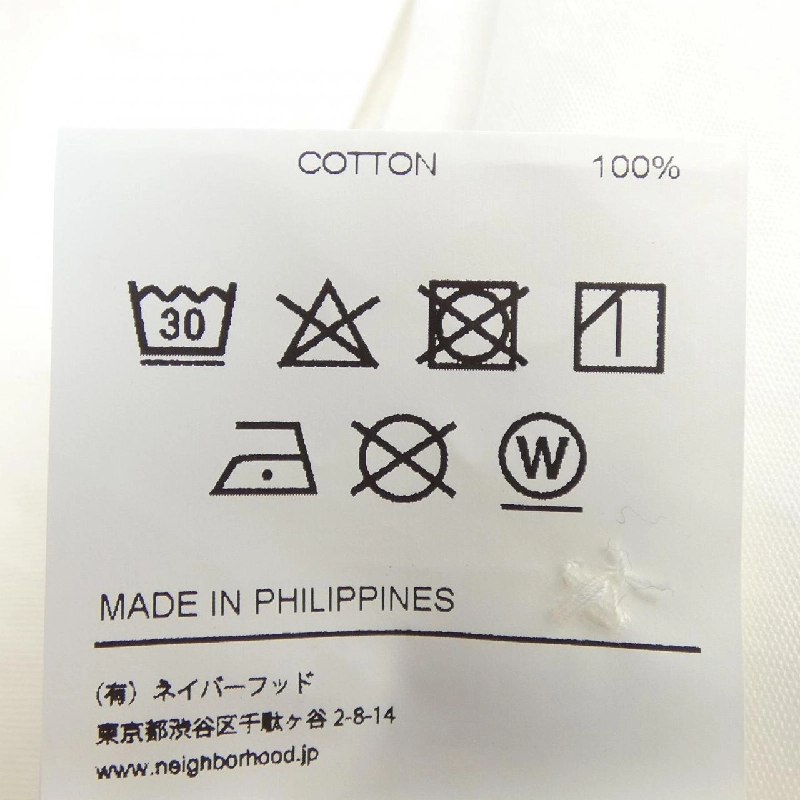 COTTON 100%
30
W
MADE IN PHILIPPINES
(有) ネイバーフッド
東京都渋谷区千駄ヶ谷 2-8-14
www.neighborhood.jp